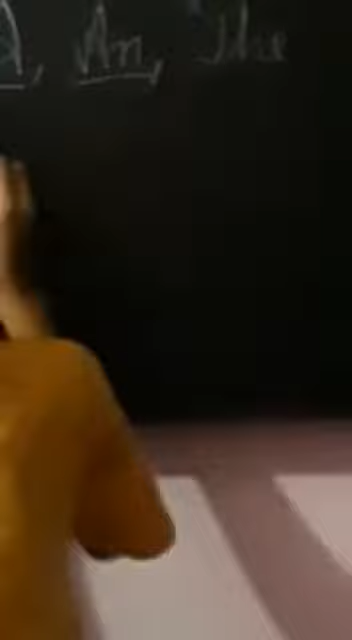 A, An, The